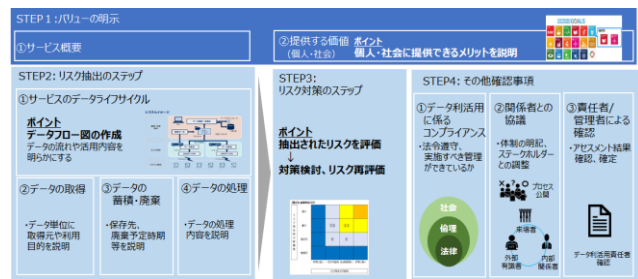 STEP1:バリューの明示
①サービス概要
②提供する価値 ポイント
(個人・社会) 個人・社会に提供できるメリットを説明
STEP2: リスク抽出のステップ
①サービスのデータライフサイクル
ポイント
データフロー図の作成
データの流れや活用内容を
明らかにする
②データの取得
・データ単位に
取得元や利用
目的を説明
③データの
蓄積・廃棄
・保存先、
廃棄予定時期
等を説明
④データの処理
・データの処理
内容を説明
STEP3:
リスク対策のステップ
ポイント
抽出されたリスクを評価
↓
対策検討、リスク再評価
STEP4: その他確認事項
①データ利活用
に係る
コンプライアンス
・法令遵守、
実施すべき管理
ができているか
社会
倫理
法律
②関係者との
協議
・体制の明記、
ステークホルダー
との調整
プロセス
公開
来場者
外部
有識者
内部
関係者
③責任者/
管理者による
確認
・アセスメント結果
確認、確定
データ利活用責任者
確認